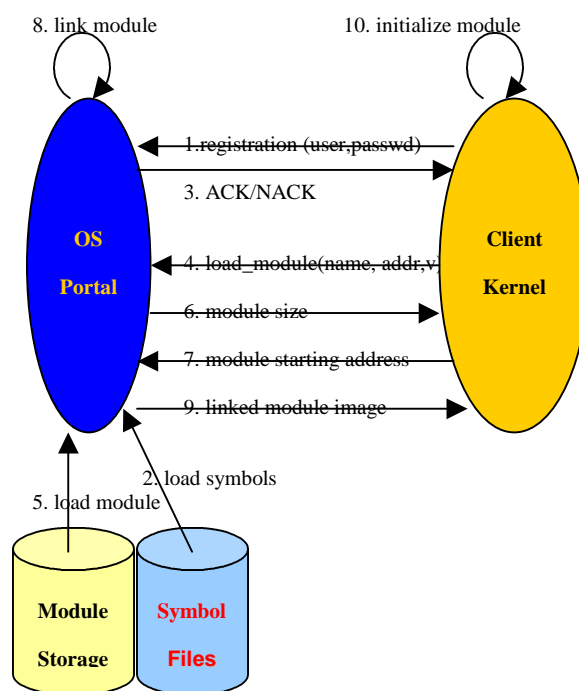 8. link module
10. initialize module
1.registration (user,passwd)
3. ACK/NACK
OS
Portal
Client
Kernel
4. load_module(name, addr,v)
6. module size
7. module starting address
9. linked module image
2. load symbols
5. load module
Module
Storage
Symbol
Files